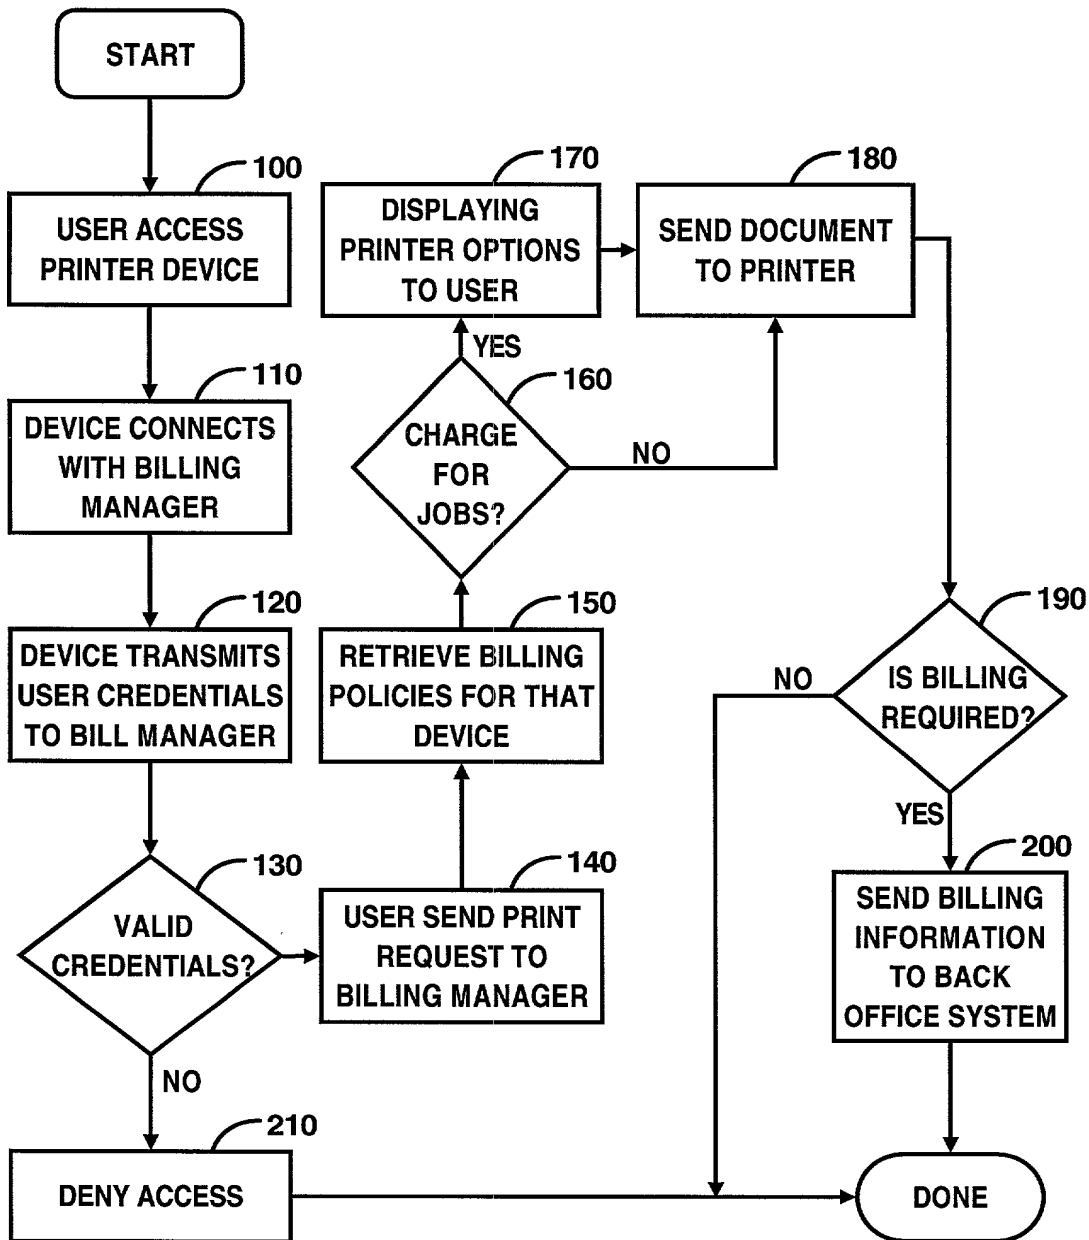 START
100
USER ACCESS
PRINTER DEVICE
110
DEVICE CONNECTS
WITH BILLING
MANAGER
120
DEVICE TRANSMITS
USER CREDENTIALS
TO BILL MANAGER
130
VALID
CREDENTIALS?
NO
210
DENY ACCESS
140
USER SEND PRINT
REQUEST TO
BILLING MANAGER
150
RETRIEVE BILLING
POLICIES FOR THAT
DEVICE
160
CHARGE
FOR
JOBS?
YES
NO
170
DISPLAYING
PRINTER OPTIONS
TO USER
180
SEND DOCUMENT
TO PRINTER
190
IS BILLING
REQUIRED?
NO
YES
200
SEND BILLING
INFORMATION
TO BACK
OFFICE SYSTEM
DONE